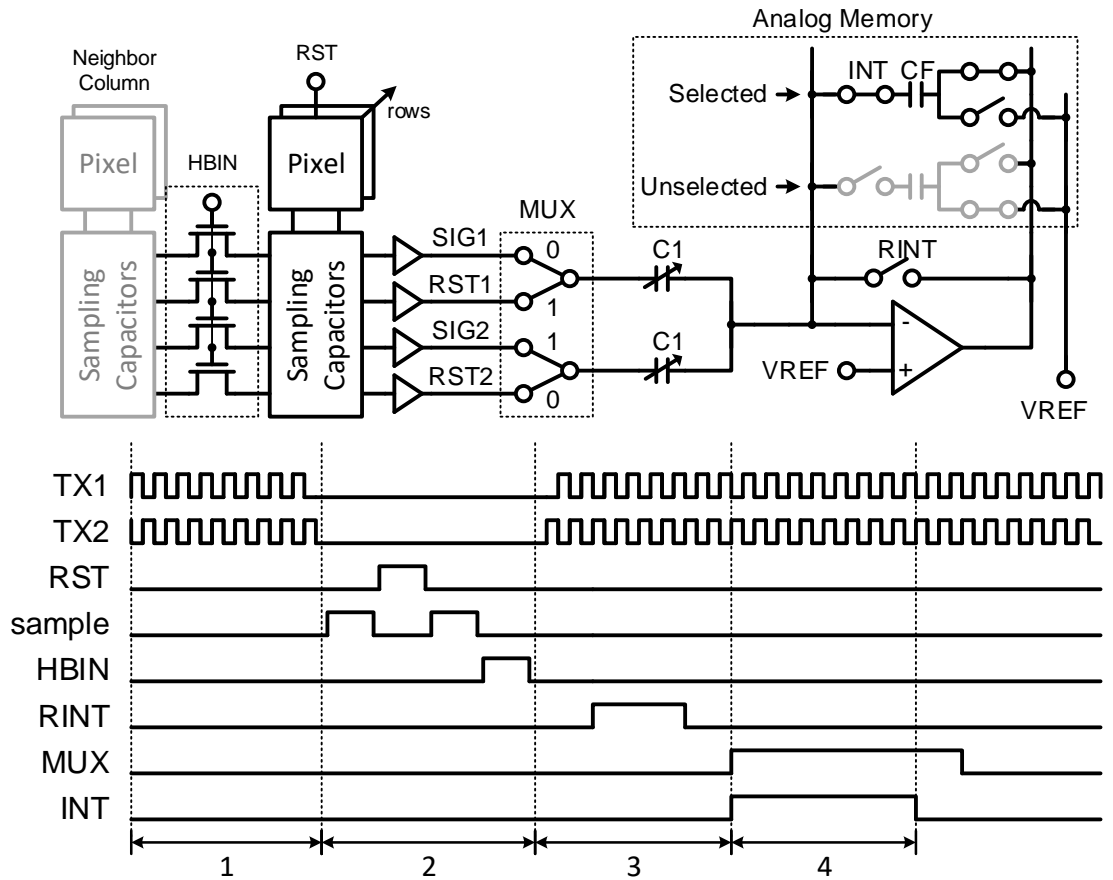 Analog Memory
Neighbor
Column
RST
INT CF
Selected
rows
Pixel
Pixel
HBIN
Unselected
MUX
SIG1
0
C1
RINT
RST1
1
Sampling
Capacitors
Sampling
Capacitors
SIG2
1
C1
-
RST2
0
VREF
+
VREF
TX1
TX2
RST
sample
HBIN
RINT
MUX
INT
1 2 3 4